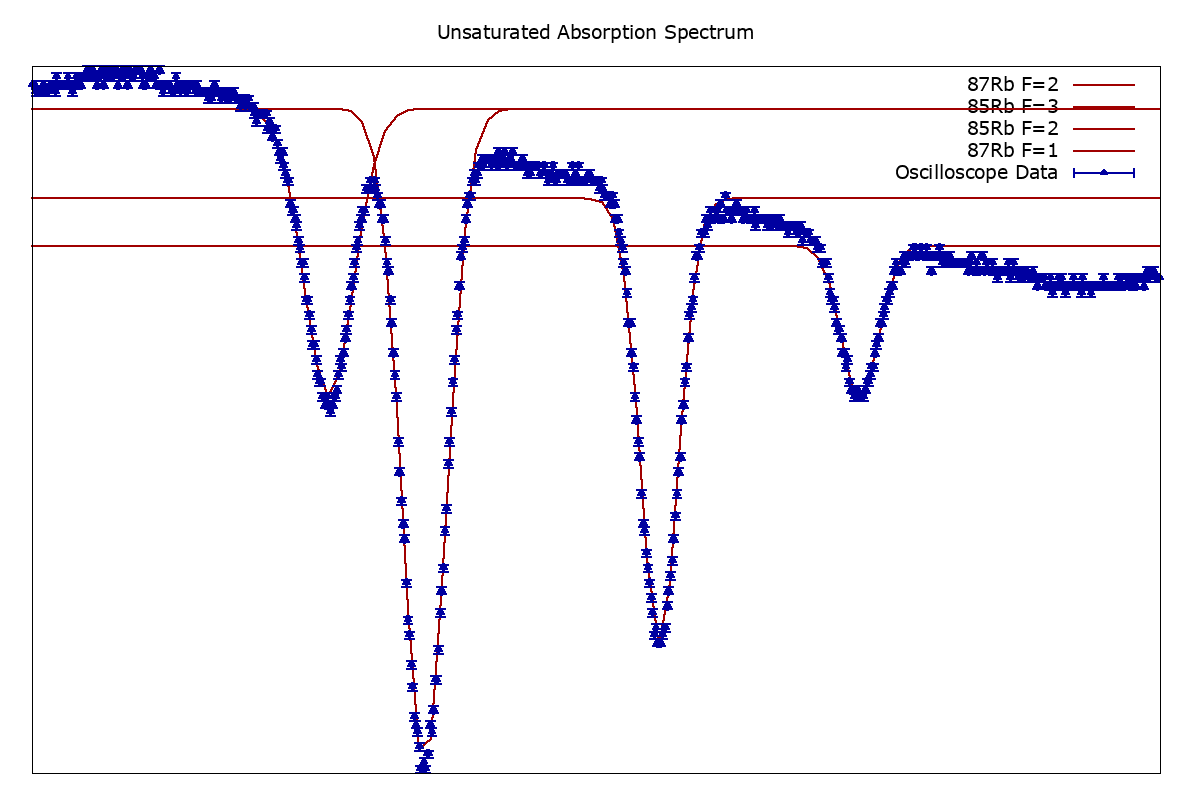 Unsaturated Absorption Spectrum
87Rb F=2
85Rb F=3
85Rb F=2
87Rb F=1
Oscilloscope Data